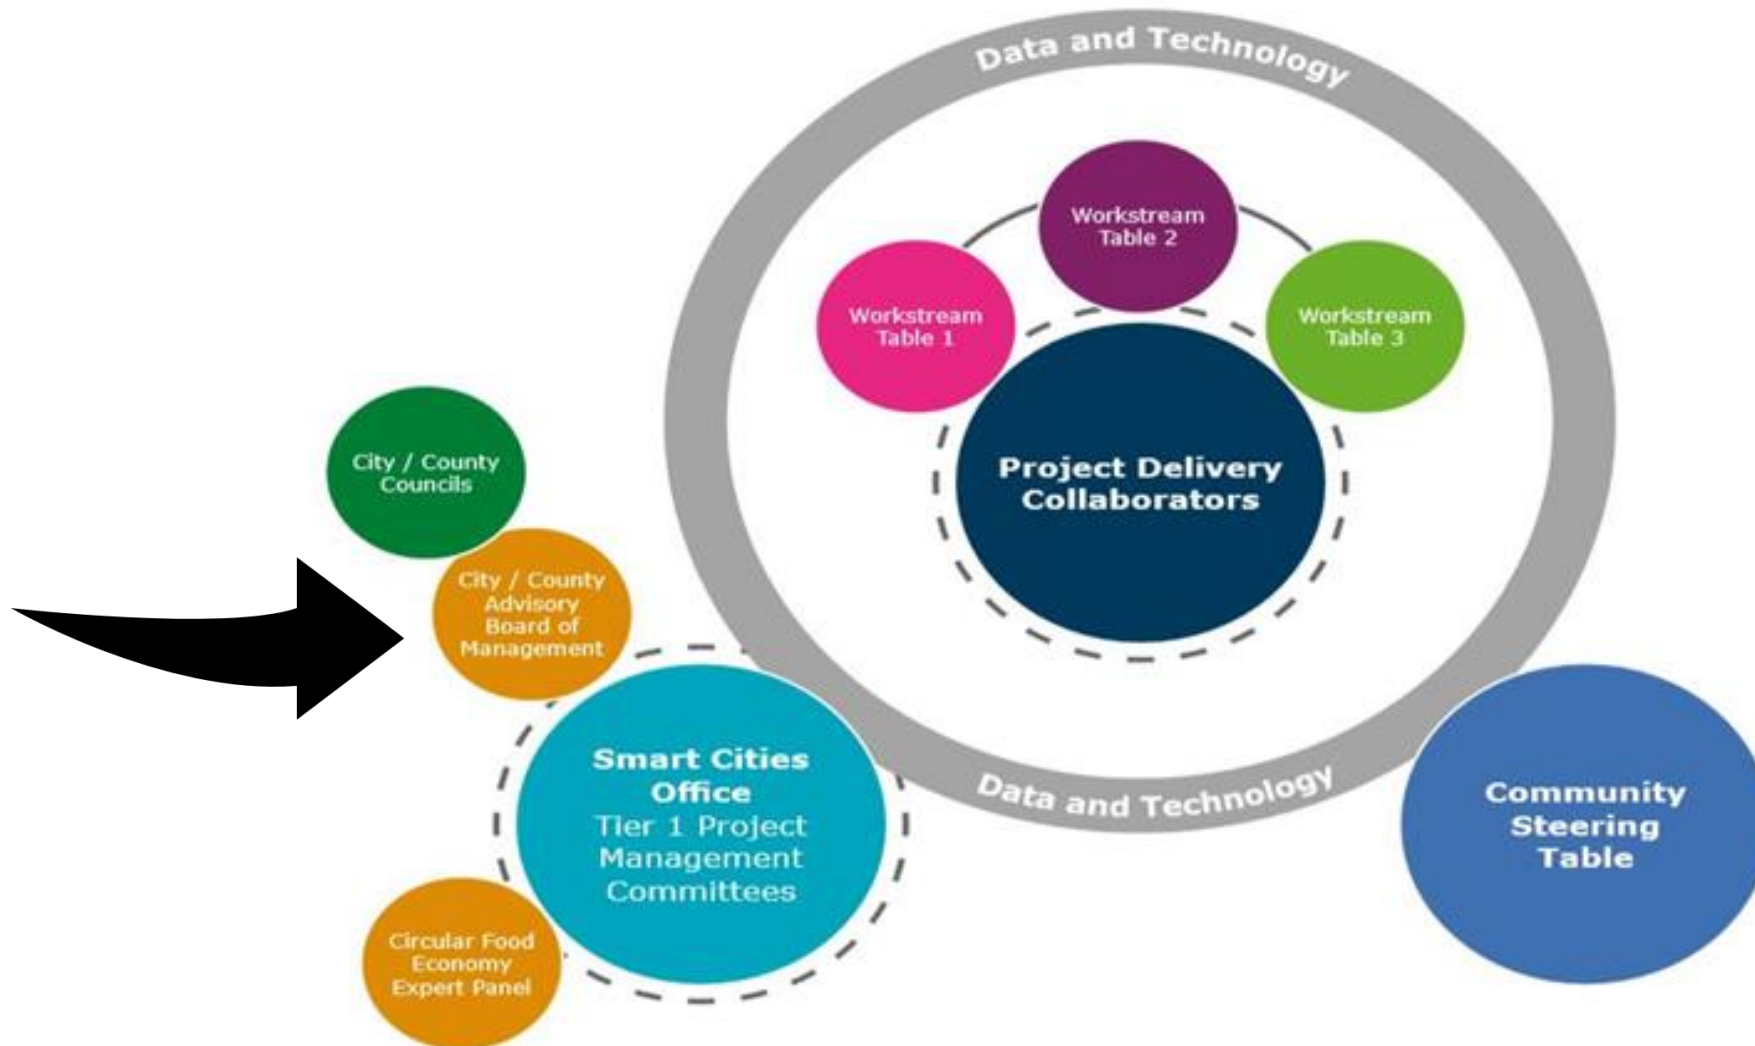 Data and Technology
Workstream
Table 2
Workstream
Table 1
Workstream
Table 3
Project Delivery
Collaborators
City / County
Councils
City / County
Advisory
Board of
Management
Smart Cities
Office
Tier 1 Project
Management
Committees
Data and Technology
Community
Steering
Table
Circular Food
Economy
Expert Panel